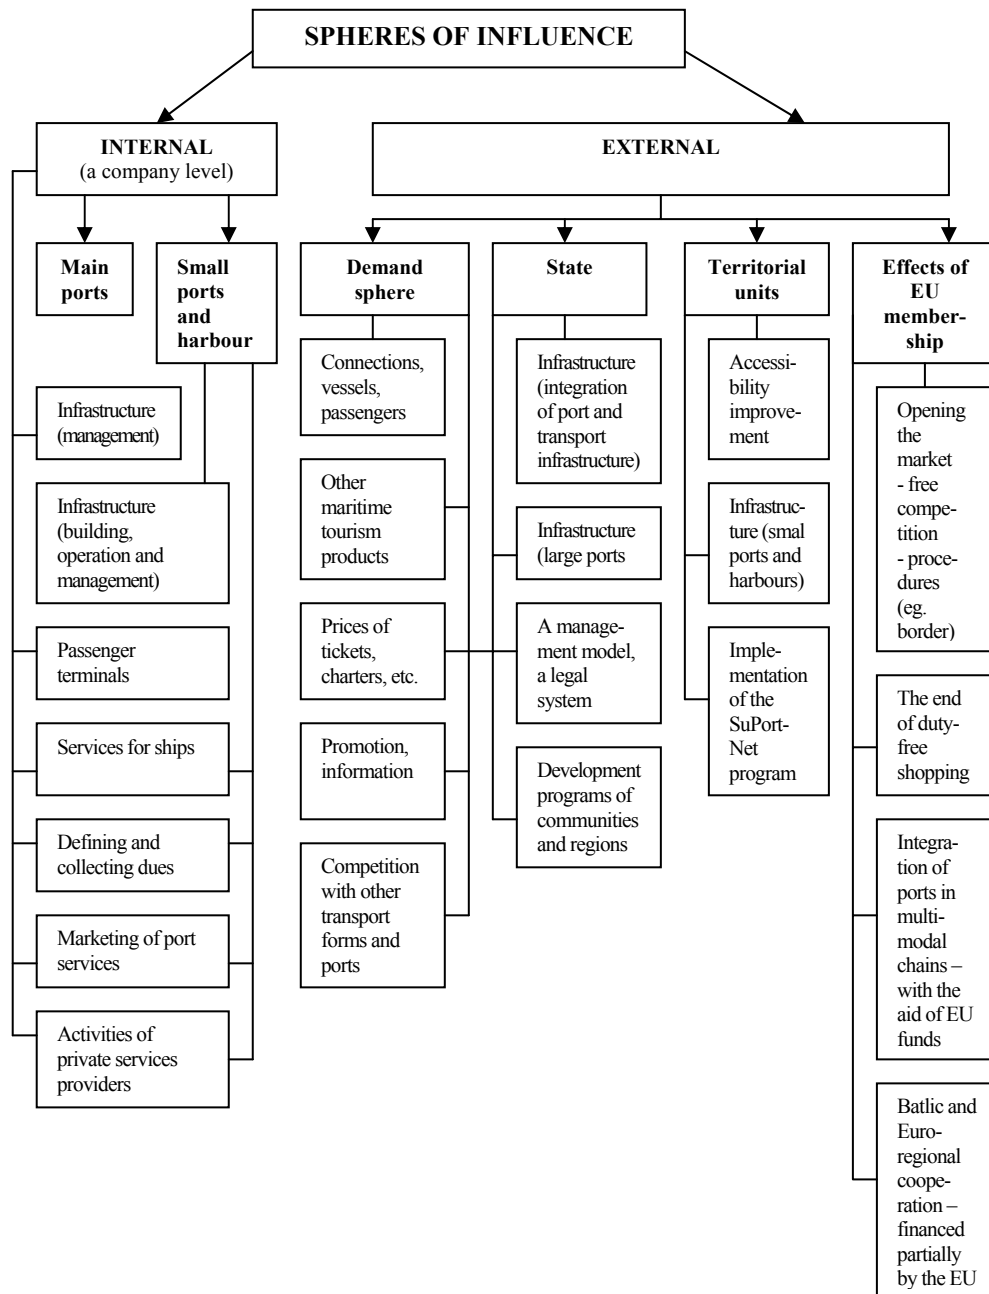 SPHERES OF INFLUENCE
INTERNAL
(a company level)
EXTERNAL
Main
ports
Small
ports
and
harbour
Demand
sphere
State
Territorial
units
Effects of
EU
member-
ship
Infrastructure
(management)
Infrastructure
(building,
operation and
management)
Passenger
terminals
Services for ships
Defining and
collecting dues
Marketing of port
services
Activities of
private services
providers
Connections,
vessels,
passengers
Other
maritime
tourism
products
Prices of
tickets,
charters, etc.
Promotion,
information
Competition
with other
transport
forms and
ports
Infrastructure
(integration
of port and
transport
infrastructure)
Infrastructure
(large ports
A manage-
ment model,
a legal
system
Development
programs of
communities
and regions
Accessi-
bility
improve-
ment
Infrastruc-
ture (smal
ports and
harbours)
Imple-
mentation
of the
SuPort-
Net
program
Opening
the
market
- free
compe-
tition
- proce-
dures
(eg.
border)
The end
of duty-
free
shopping
Integra-
tion of
ports in
multi-
modal
chains –
with the
aid of EU
funds
Batlic and
Euro-
regional
coope-
ration –
financed
partially
by the EU